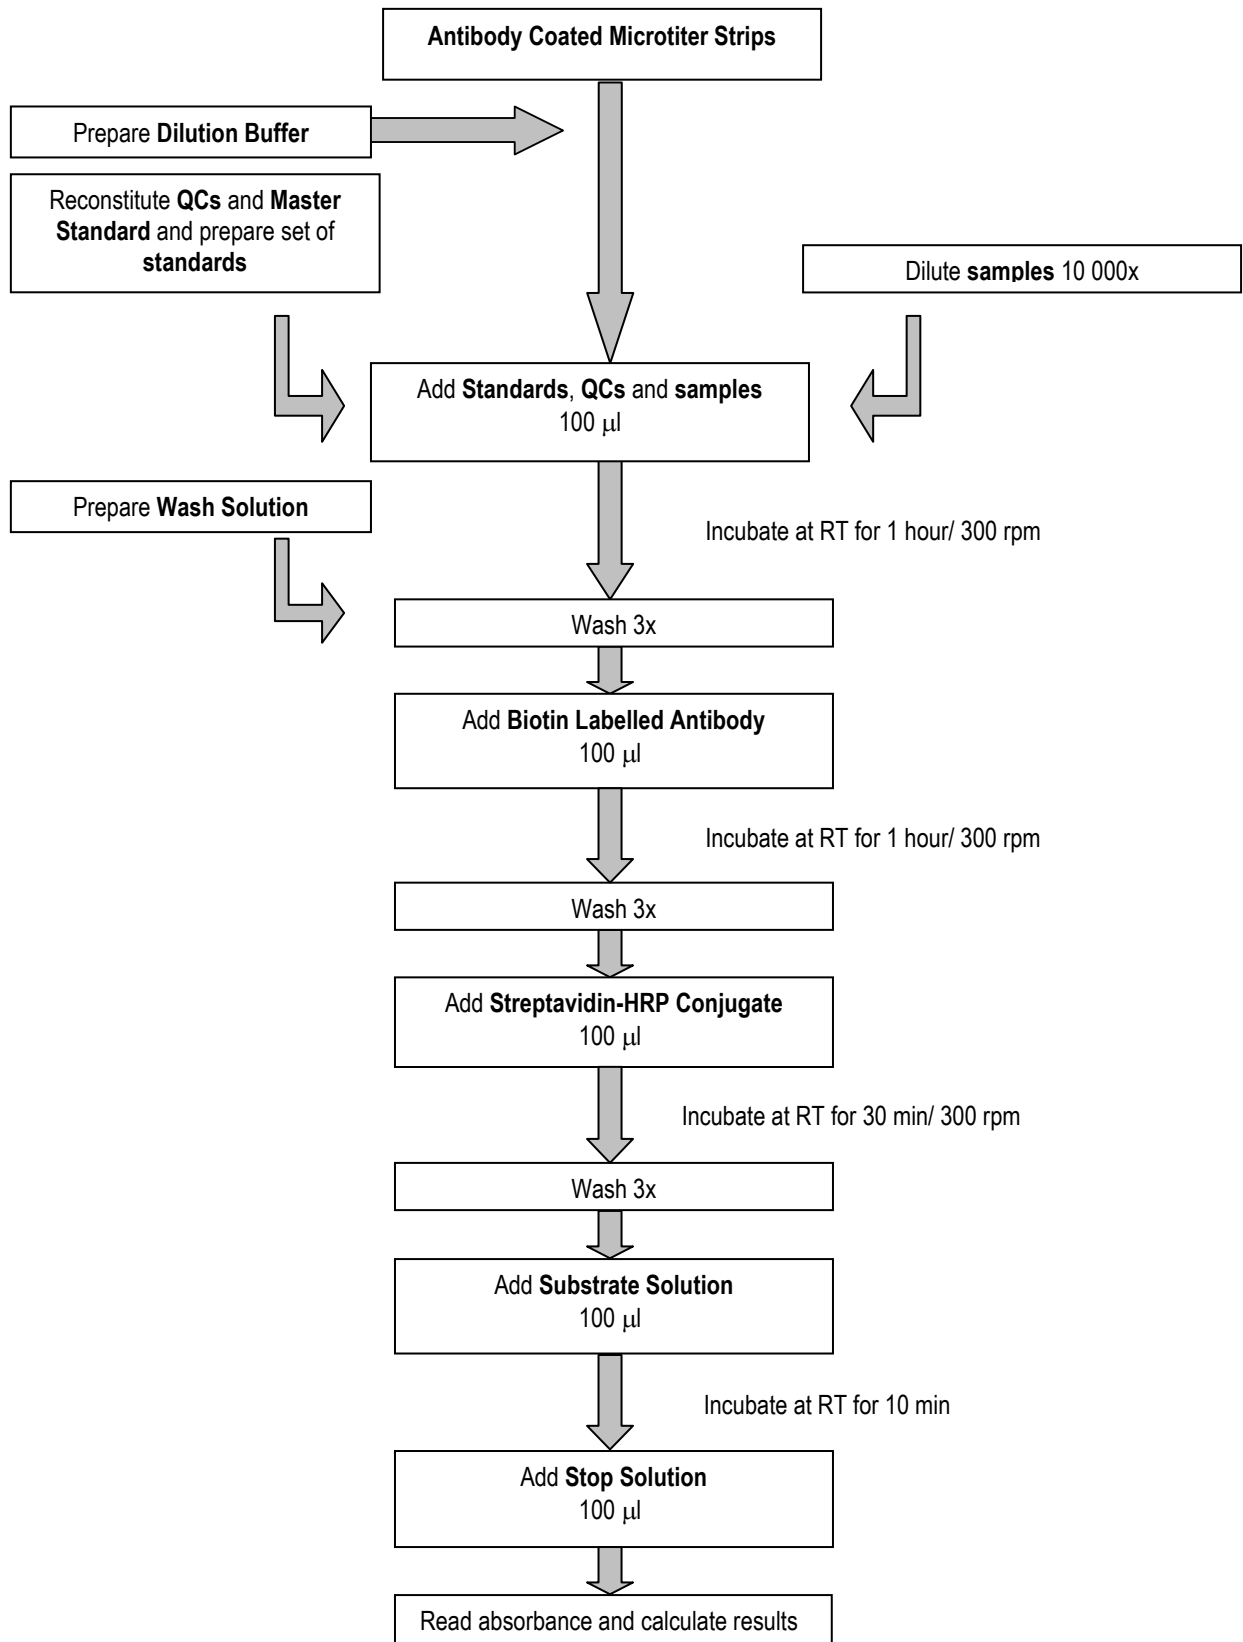 Antibody Coated Microtiter Strips
Prepare Dilution Buffer
Reconstitute QCs and Master
Standard and prepare set of
standards
Dilute samples 10 000x
Add Standards, QCs and samples
100 μl
Prepare Wash Solution
Incubate at RT for 1 hour/ 300 rpm
Wash 3x
Add Biotin Labelled Antibody
100 μl
Incubate at RT for 1 hour/ 300 rpm
Wash 3x
Add Streptavidin-HRP Conjugate
100 μl
Incubate at RT for 30 min/ 300 rpm
Wash 3x
Add Substrate Solution
100 μl
Incubate at RT for 10 min
Add Stop Solution
100 μl
Read absorbance and calculate results